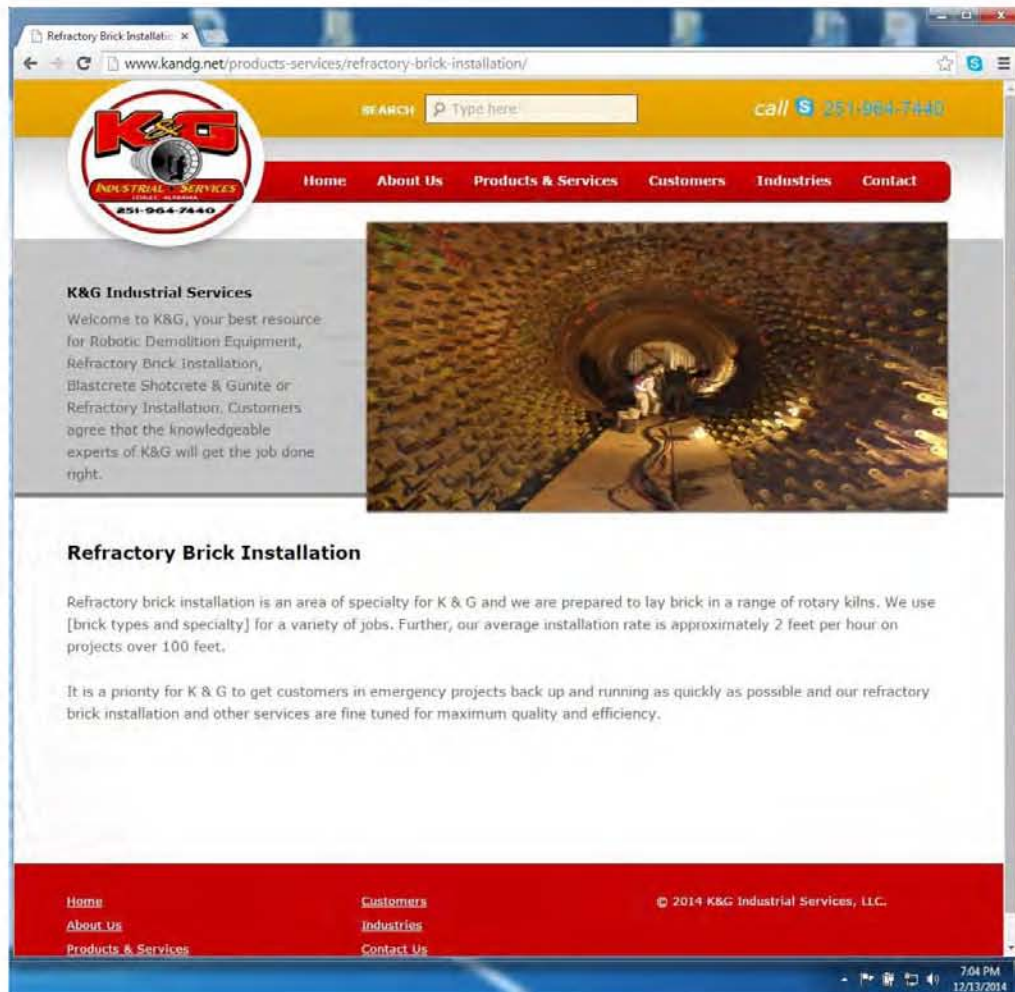 Refractory Brick Installatic
www.kandg.net/products-services/refractory-brick-installation/
SEARCH
Type here
call 251-964-7440
K&G
INDUSTRIAL SERVICES
251-964-7440
Home About Us Products & Services Customers Industries Contact
K&G Industrial Services
Welcome to K&G, your best resource
for Robotic Demolition Equipment,
Refractory Brick Installation,
Blastcrete Shotcrete & Gunite or
Refractory Installation. Customers
agree that the knowledgeable
experts of K&G will get the job done
right.
Refractory Brick Installation
Refractory brick installation is an area of specialty for K & G and we are prepared to lay brick in a range of rotary kilns. We use
[brick types and specialty] for a variety of jobs. Further, our average installation rate is approximately 2 feet per hour on
projects over 100 feet.
It is a priority for K & G to get customers in emergency projects back up and running as quickly as possible and our refractory
brick installation and other services are fine tuned for maximum quality and efficiency.
Home Customers © 2014 K&G Industrial Services, LLC.
About Us Industries
Products & Services Contact Us
7:04 PM
12/13/2014